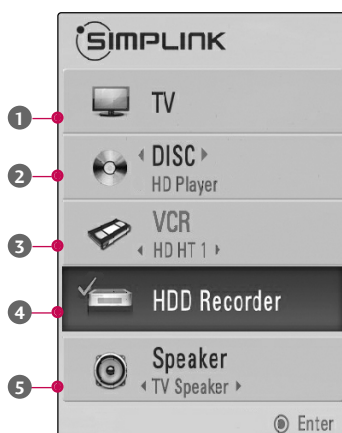 SIMPLINK
1 TV
2 DISC
HD Player
3 VCR
HD HT 1
4 HDD Recorder
5 Speaker
TV Speaker
Enter